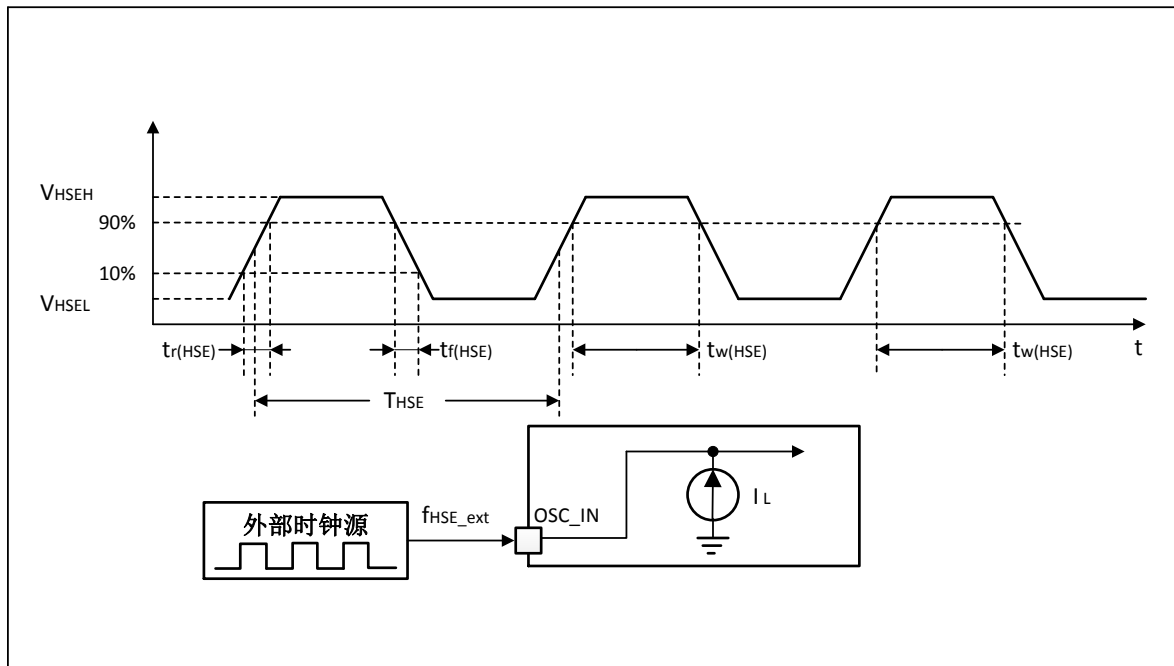 VHSEH
90%
10%
VHSEL
tr(HSE)
tf(HSE)
tw(HSE)
tw(HSE)
t
THSE
外部时钟源
fHSE_ext
OSC_IN
IL